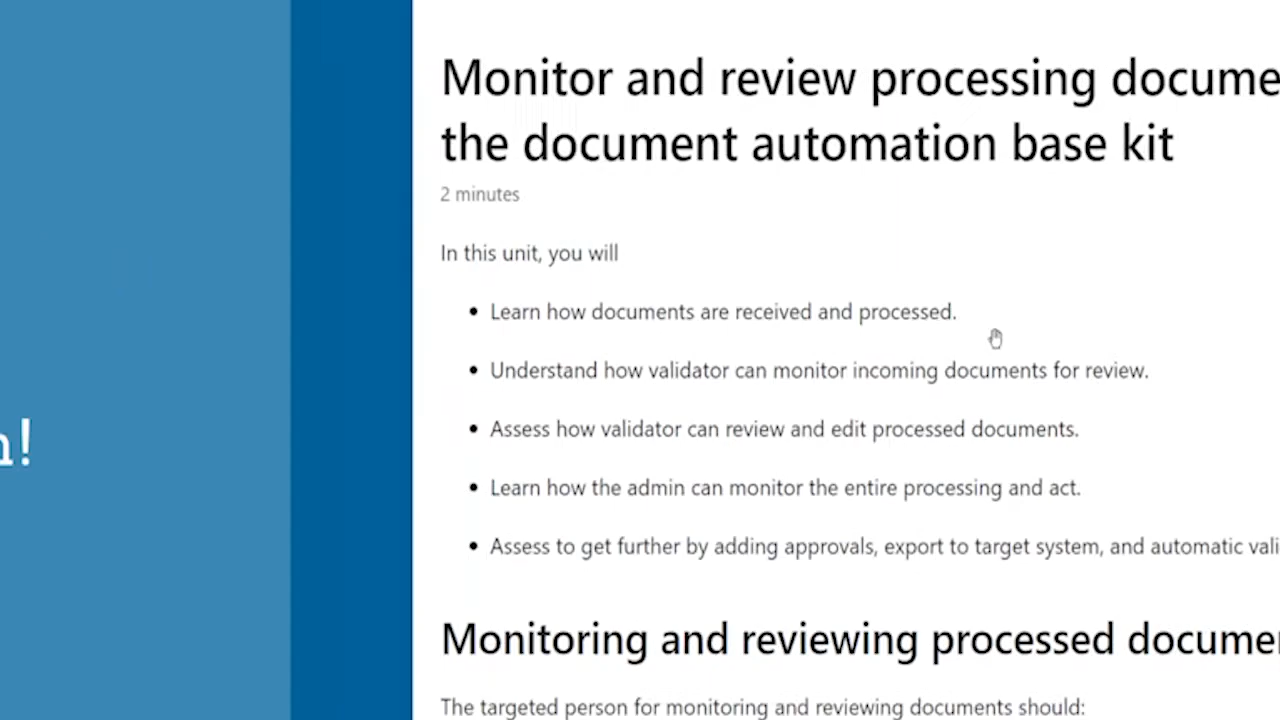 Monitor and review processing
the document automation base kit
2 minutes
In this unit, you will
• Learn how documents are received and processed.
• Understand how validator can monitor incoming documents for review.
• Assess how validator can review and edit processed documents.
• Learn how the admin can monitor the entire processing and act.
• Assess to get further by adding approvals, export to target system, and automatic
!
Monitoring and reviewing processed
The targeted person for monitoring and reviewing documents should: